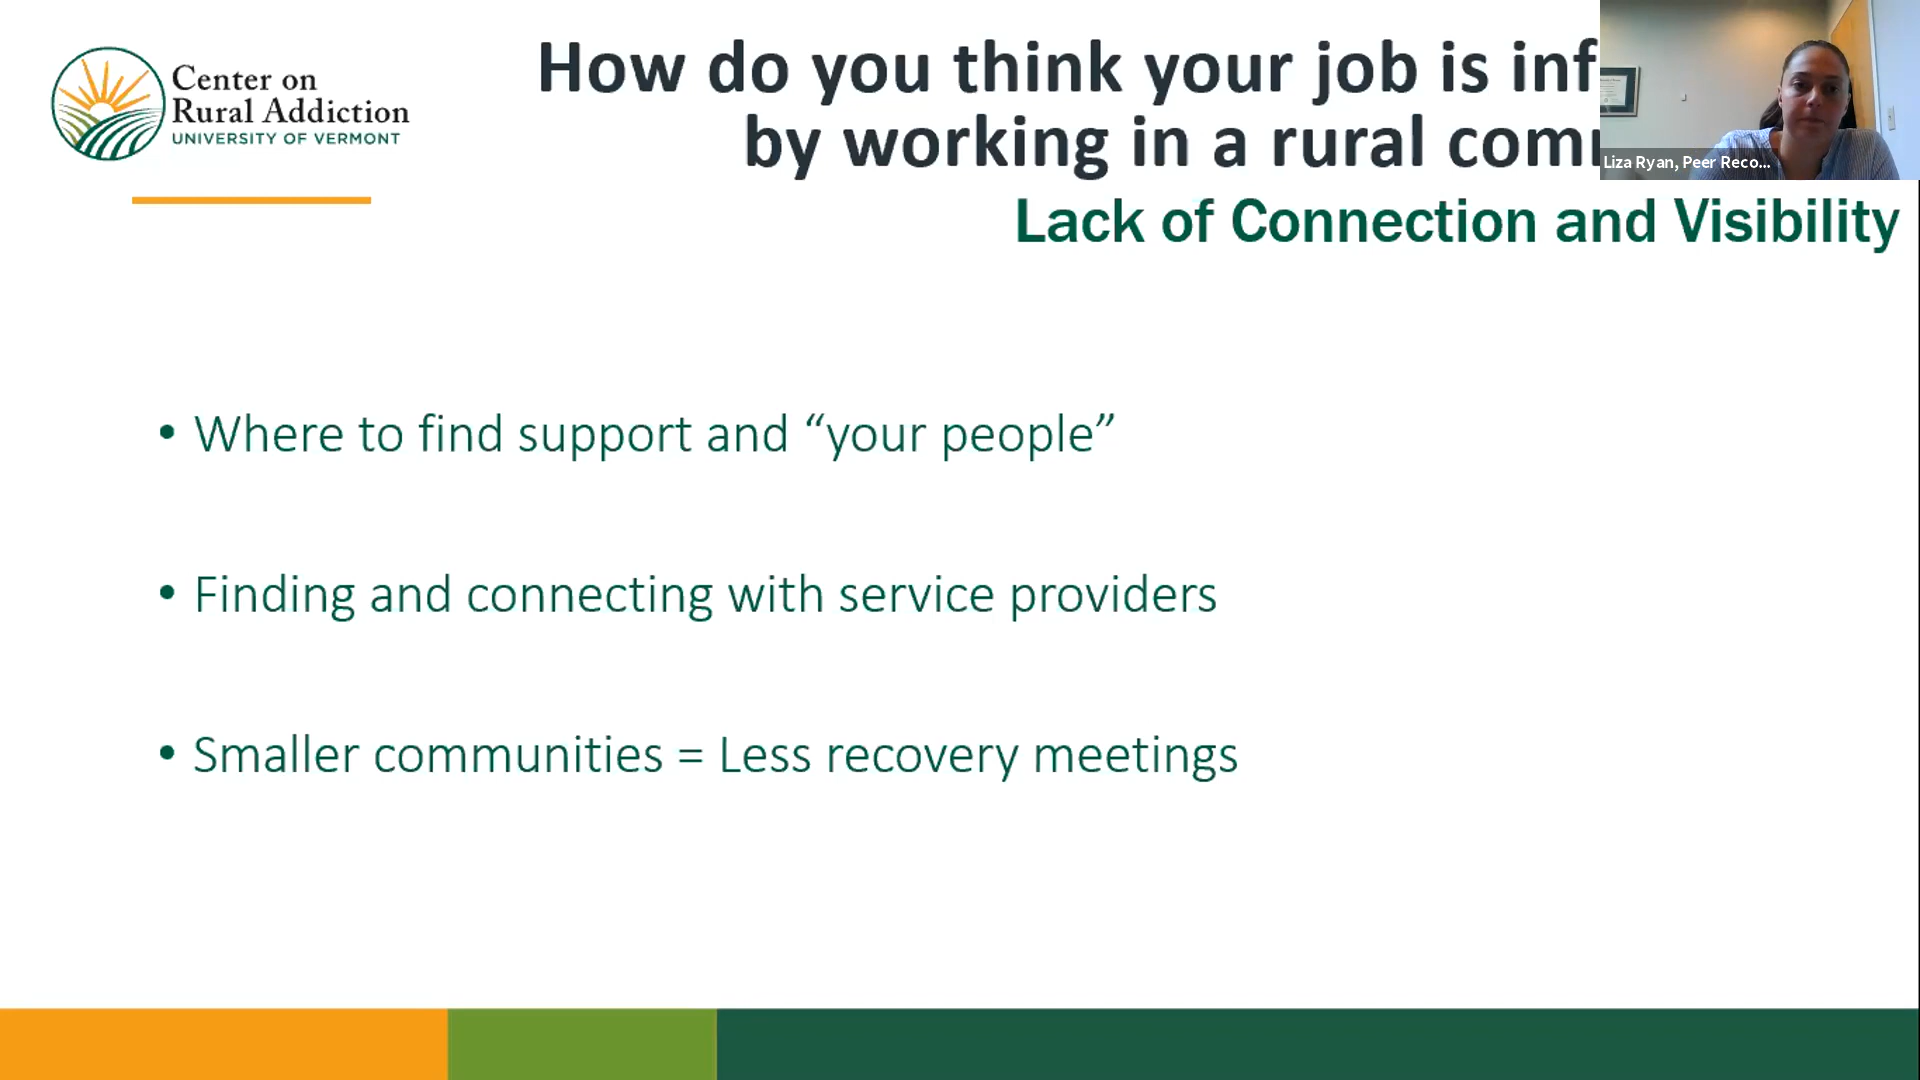 Center on
Rural Addiction
UNIVERSITY OF VERMONT
How do you think your job is inf
by working in a rural com
Liza Ryan, Peer Reco...
Lack of Connection and Visibility
• Where to find support and “your people”
• Finding and connecting with service providers
• Smaller communities = Less recovery meetings